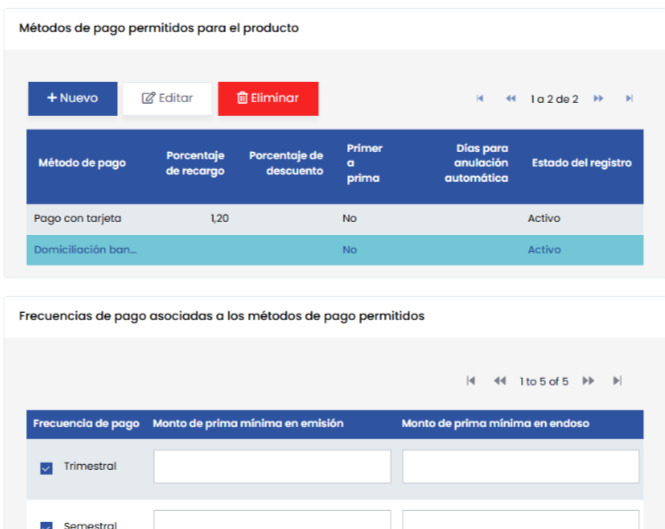 Métodos de pago permitidos para el producto
+ Nuevo Editar Eliminar 1 a 2 de 2
Método de pago Porcentaje de recargo Porcentaje de descuento Primer a prima Días para anulación automática Estado del registro
Pago con tarjeta 1,20 No Activo
Domiciliación ban... No Activo
Frecuencias de pago asociadas a los métodos de pago permitidos
1 to 5 of 5
Frecuencia de pago Monto de prima mínima en emisión Monto de prima mínima en endoso
Trimestral
Semestral